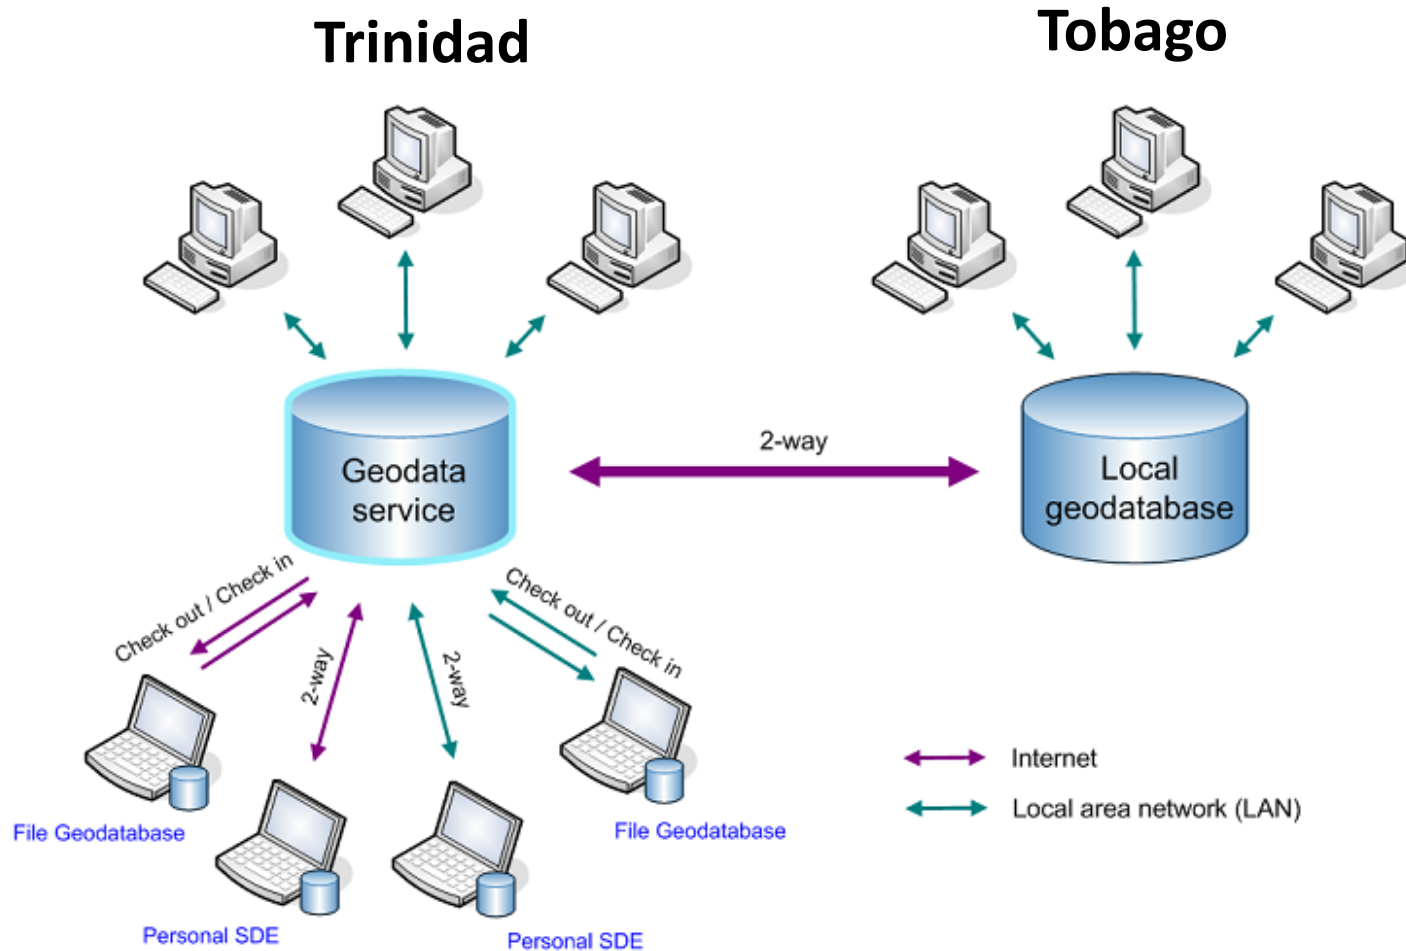 Trinidad
Tobago
2-way
Geodata
service
Local
geodatabase
Check out / Check in
2-way
2-way
Check out / Check in
Internet
Local area network (LAN)
File Geodatabase
File Geodatabase
Personal SDE
Personal SDE